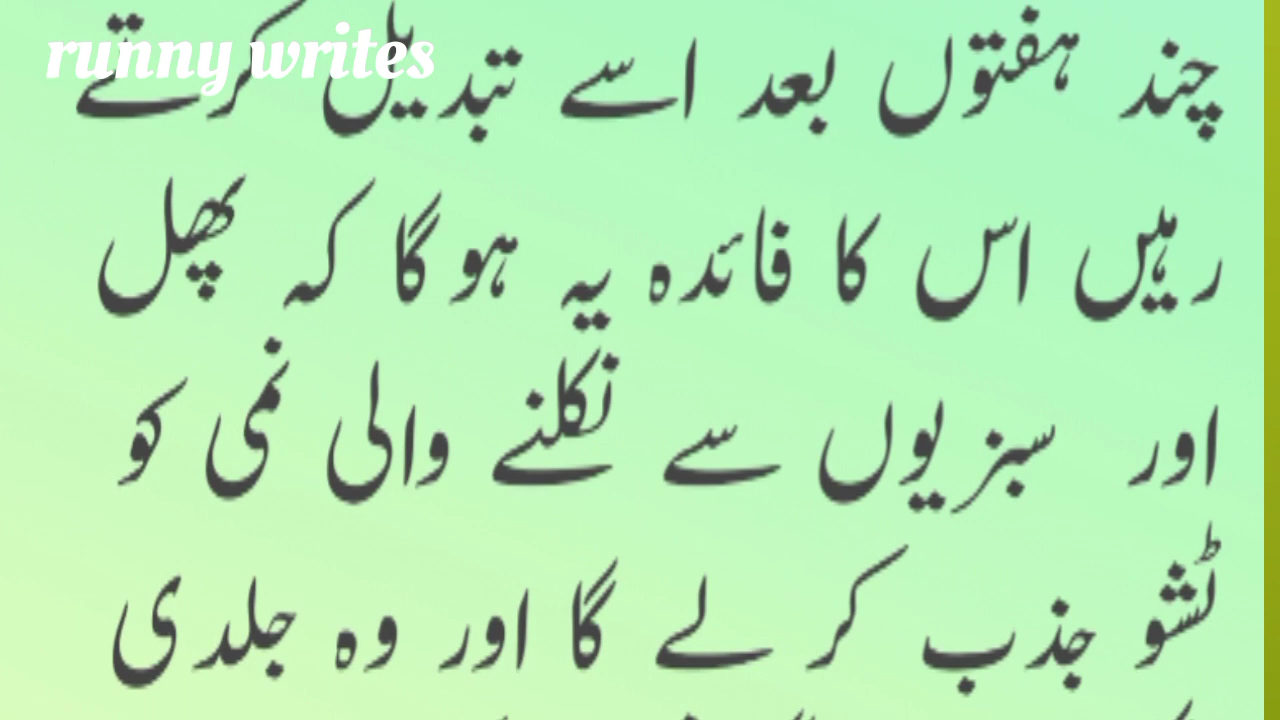 runny writes
چند ہفتوں بعد اسے تبدیل کرتے
رہیں اس کا فائدہ یہ ہو گا کہ پھل
اور سبزیوں سے نکلنے والی نمی کو
ٹشو جذب کر لے گا اور وہ جلدی